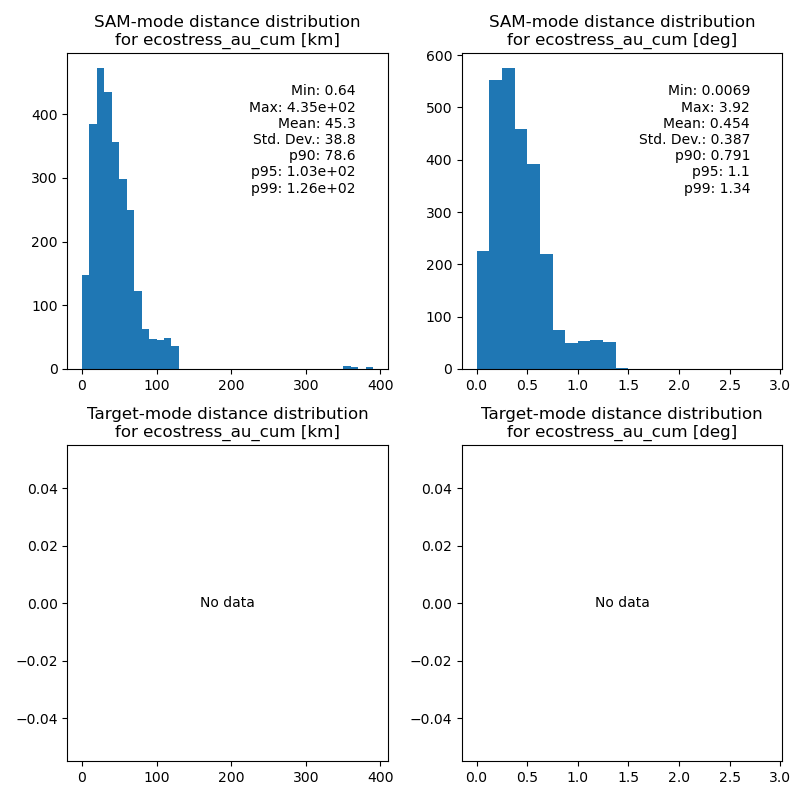 SAM-mode distance distribution
for ecostress_au_cum [km]
Min: 0.64
Max: 4.35e+02
Mean: 45.3
Std. Dev.: 38.8
p90: 78.6
p95: 1.03e+02
p99: 1.26e+02
400
300
200
100
0
0 100 200 300 400
SAM-mode distance distribution
for ecostress_au_cum [deg]
Min: 0.0069
Max: 3.92
Mean: 0.454
Std. Dev.: 0.387
p90: 0.791
p95: 1.1
p99: 1.34
600
500
400
300
200
100
0
0.0 0.5 1.0 1.5 2.0 2.5 3.0
Target-mode distance distribution
for ecostress_au_cum [km]
0.04
0.02
0.00
−0.02
−0.04
No data
0 100 200 300 400
Target-mode distance distribution
for ecostress_au_cum [deg]
0.04
0.02
0.00
−0.02
−0.04
No data
0.0 0.5 1.0 1.5 2.0 2.5 3.0